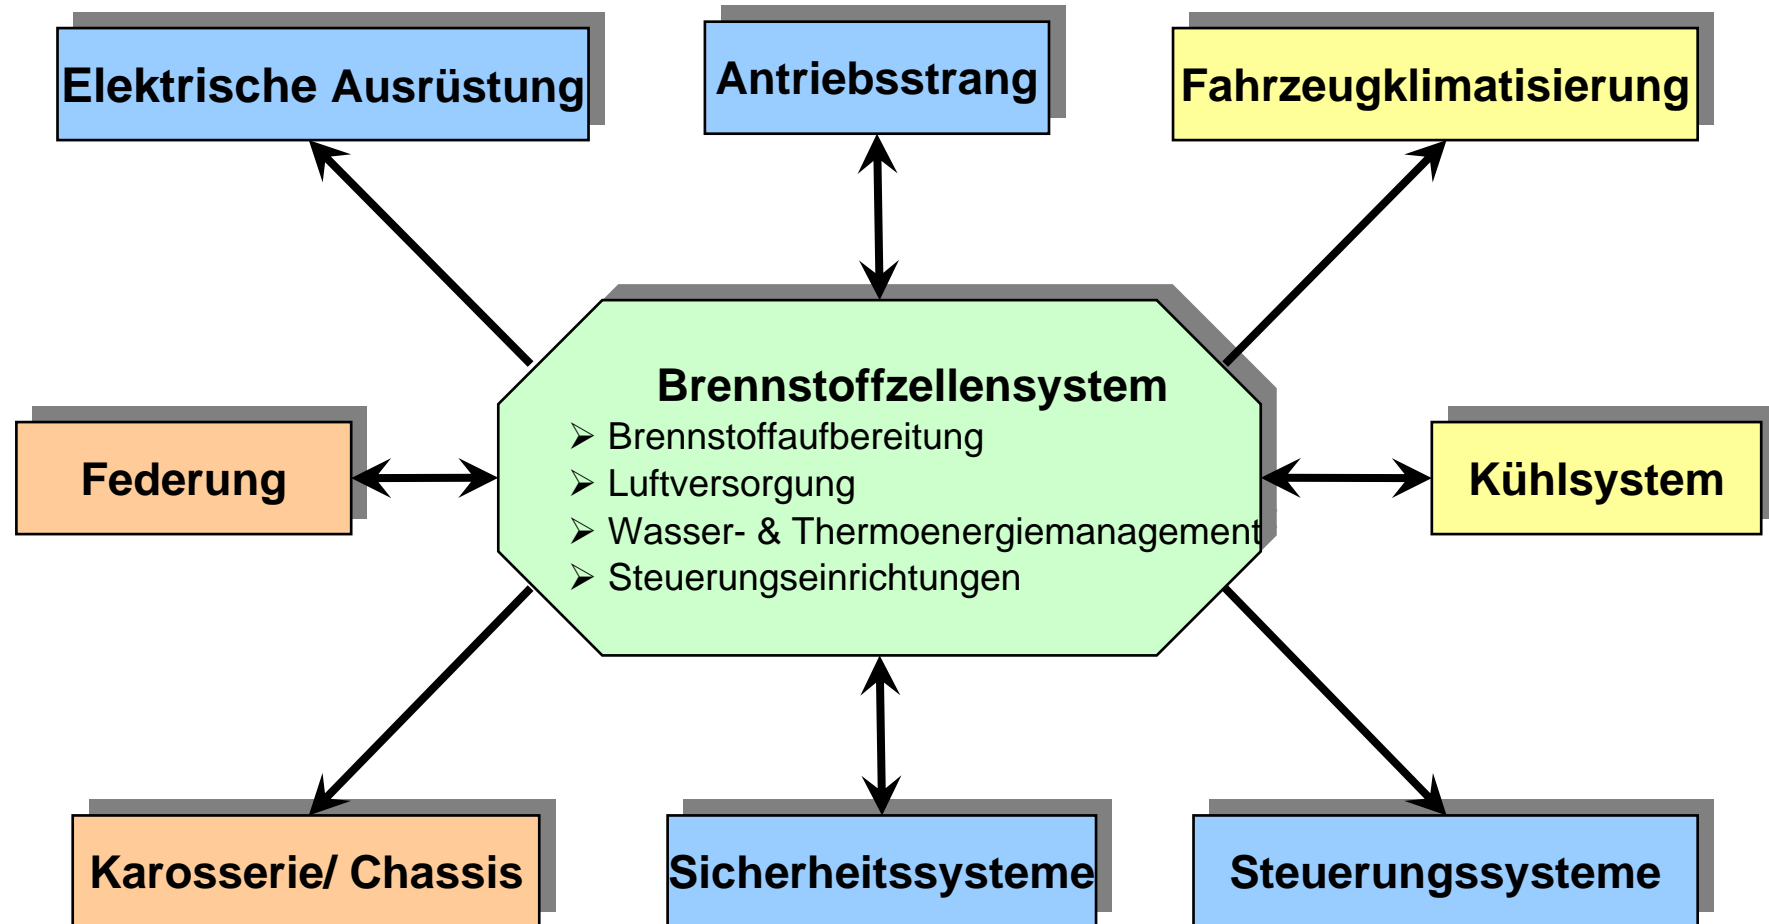 Elektrische Ausrüstung
Antriebsstrang
Fahrzeugklimatisierung
Brennstoffzellensystem
➢ Brennstoffaufbereitung
➢ Luftversorgung
➢ Wasser- & Thermoenergiemanagement
➢ Steuerungseinrichtungen
Federung
Kühlsystem
Karosserie/ Chassis
Sicherheitssysteme
Steuerungssysteme